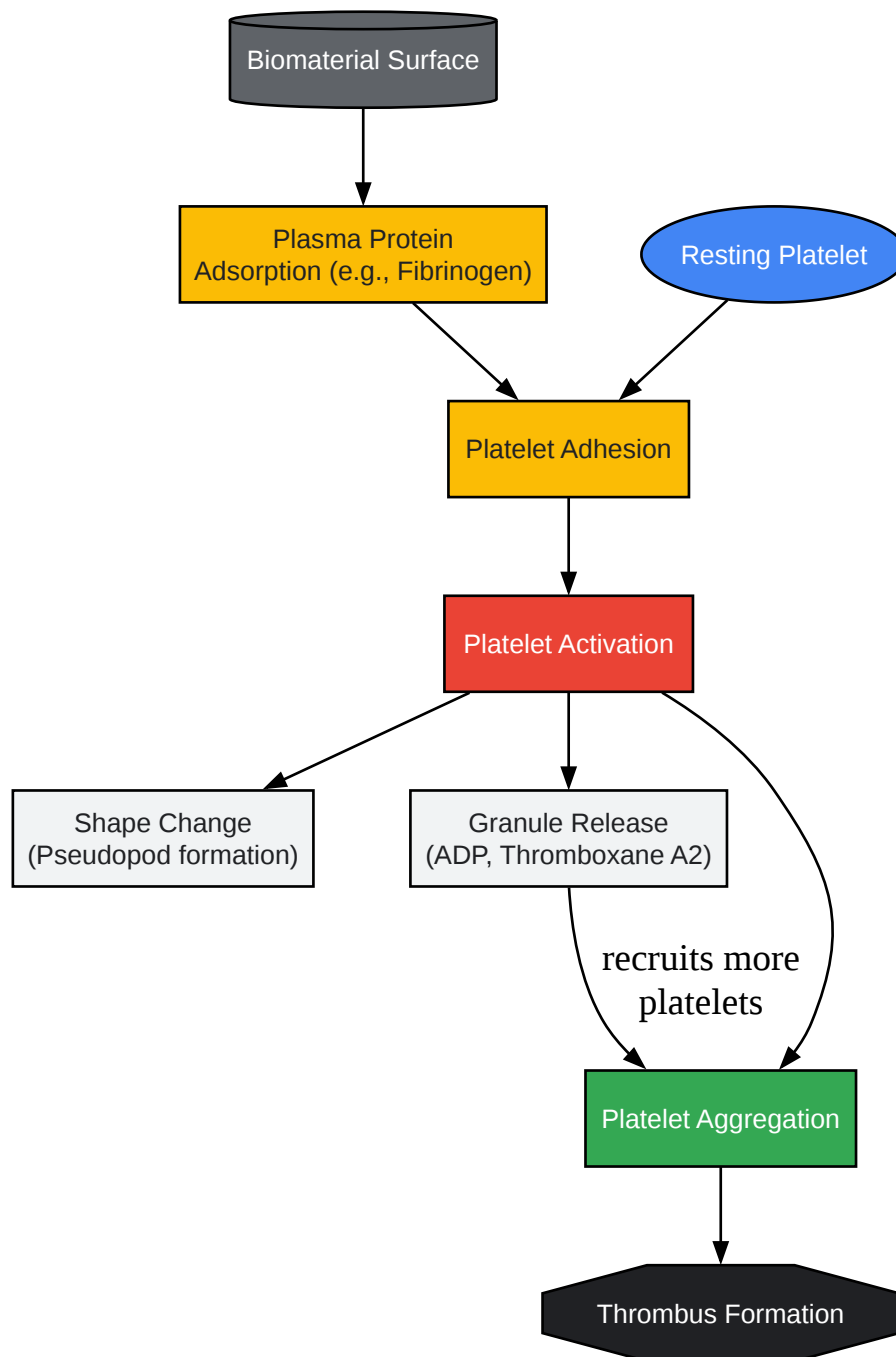 Biomaterial Surface
Plasma Protein
Adsorption (e.g., Fibrinogen)
Resting Platelet
Platelet Adhesion
Platelet Activation
Shape Change
(Pseudopod formation)
Granule Release
(ADP, Thromboxane A2)
recruits more
platelets
Platelet Aggregation
Thrombus Formation